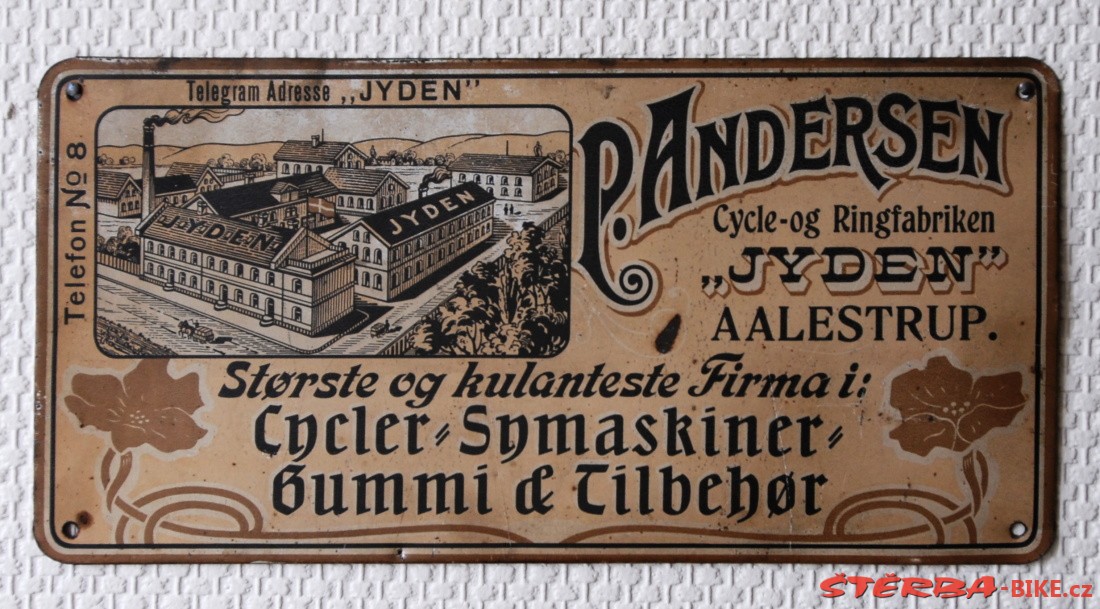 Telegram Adresse „JYDEN”
Telefon No 8
JYDEN
JYDEN
P. ANDERSEN
Cycle-og Ringfabriken
„JYDEN”
AALESTRUP.
Største og kulanteste Firma i:
Cycler-Symaskiner-
Gummi & Tilbehør
ŠTĚRBA-BIKE.cz